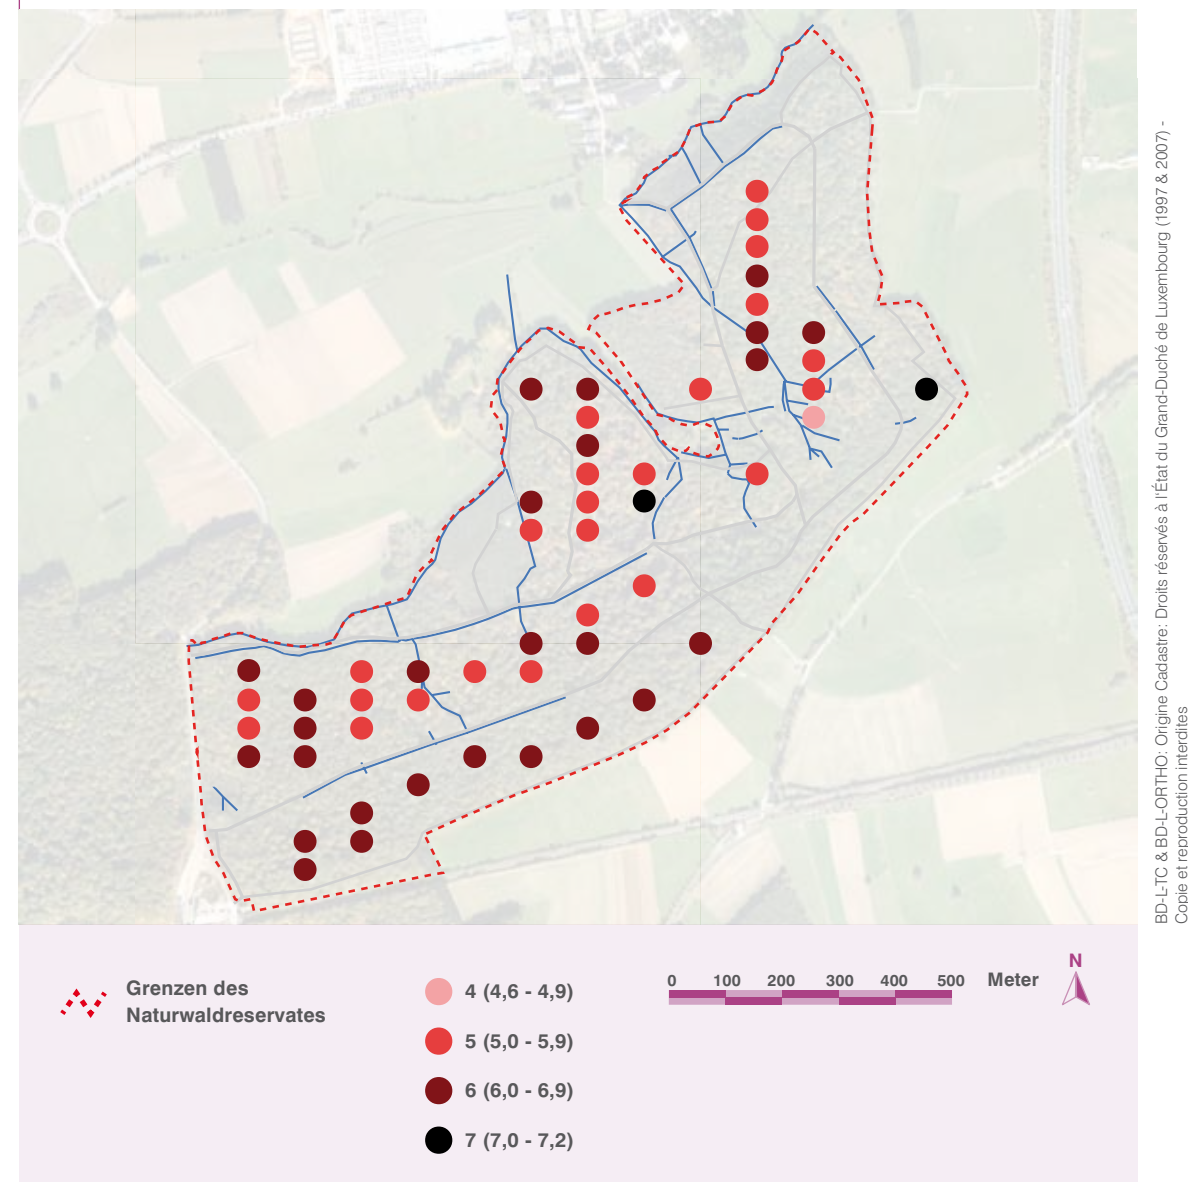 Grenzen des
Naturwaldreservates
4 (4,6 - 4,9)
5 (5,0 - 5,9)
6 (6,0 - 6,9)
7 (7,0 - 7,2)
0 100 200 300 400 500 Meter
N
BD-L-TC & BD-L-ORTHO: Origine Cadastre: Droits réservés à l'État du Grand-Duché de Luxembourg (1997 & 2007) -
Copie et reproduction interdites